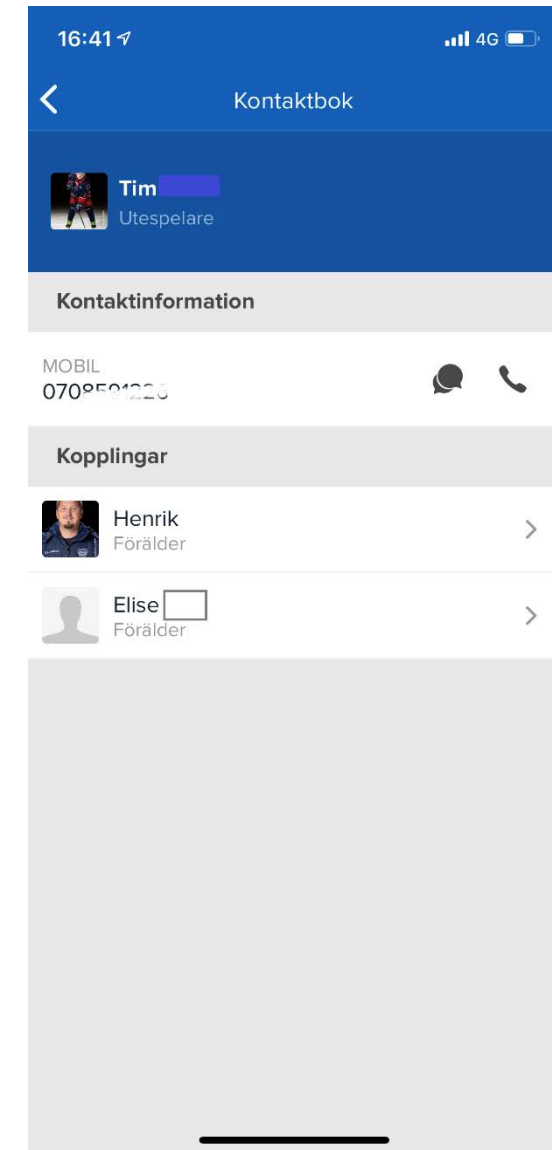 16:41
4G
Kontaktbok
Tim
Utespelare
Kontaktinformation
MOBIL
Kopplingar
Henrik
Förälder
Elise
Förälder